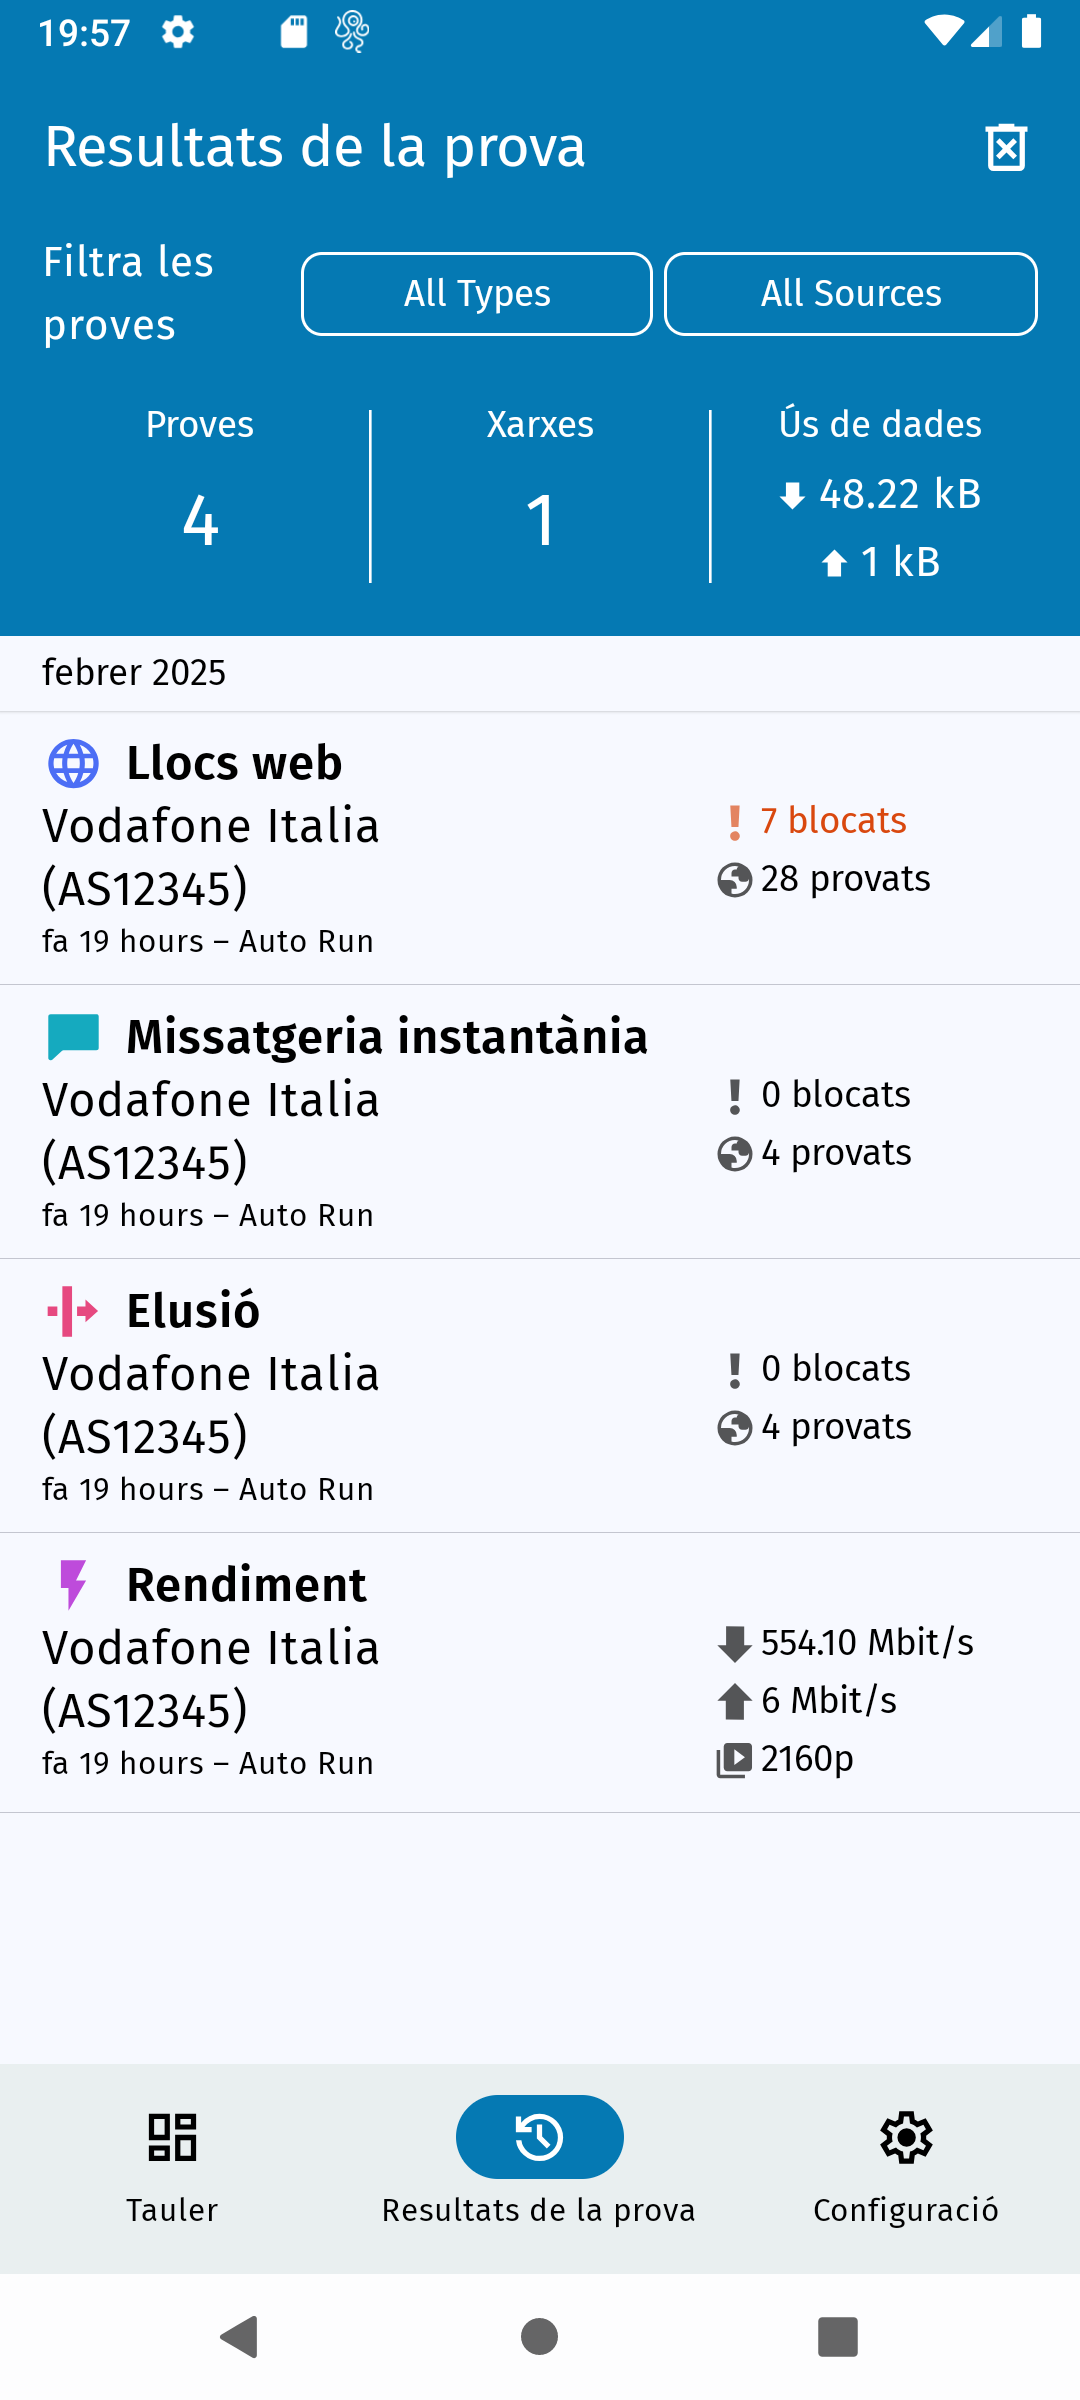 19:57
Resultats de la prova
Filtra les proves
All Types
All Sources
Proves
4
Xarxes
1
Ús de dades
48.22 kB
1 kB
febrer 2025
Llocs web
Vodafone Italia
(AS12345)
fa 19 hours – Auto Run
7 blocats
28 provats
Missatgeria instantània
Vodafone Italia
(AS12345)
fa 19 hours – Auto Run
0 blocats
4 provats
Elusió
Vodafone Italia
(AS12345)
fa 19 hours – Auto Run
0 blocats
4 provats
Rendiment
Vodafone Italia
(AS12345)
fa 19 hours – Auto Run
554.10 Mbit/s
6 Mbit/s
2160p
Tauler
Resultats de la prova
Configuració